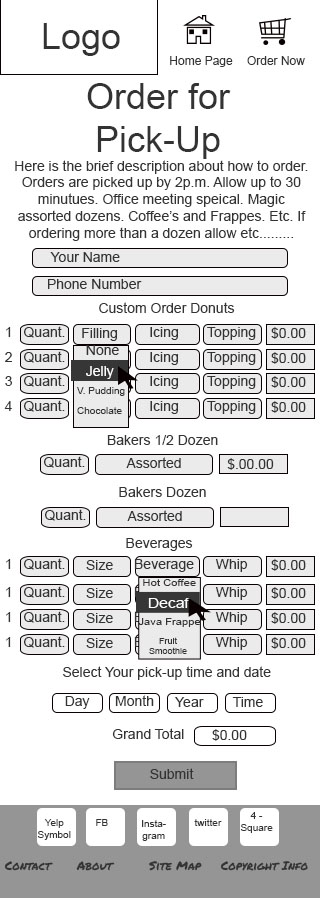 Logo
Home Page
Order Now
Order for
Pick-Up
Here is the brief description about how to order.
Orders are picked up by 2p.m. Allow up to 30
minutues. Office meeting speical. Magic
assorted dozens. Coffee's and Frappes. Etc. If
ordering more than a dozen allow etc.........
Your Name
Phone Number
Custom Order Donuts
1 Quant. Filling Icing Topping $0.00
None
2 Quant. Icing Topping $0.00
Jelly
3 Quant. Icing Topping $0.00
V. Pudding
4 Quant. Icing Topping $0.00
Chocolate
Bakers 1/2 Dozen
Quant. Assorted $.00.00
Bakers Dozen
Quant. Assorted
Beverages
1 Quant. Size Beverage Whip $0.00
Hot Coffee
1 Quant. Size Whip $0.00
Decaf
1 Quant. Size Whip $0.00
Java Frappe
1 Quant. Size Whip $0.00
Fruit
Smoothie
Select Your pick-up time and date
Day Month Year Time
Grand Total $0.00
Submit
Yelp
Symbol
FB
Insta-
gram
twitter
4 -
Square
Contact About Site Map Copyright Info